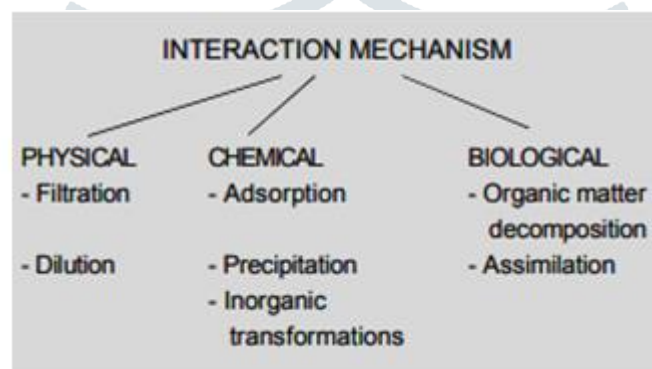 INTERACTION MECHANISM
PHYSICAL
- Filtration
- Dilution
CHEMICAL
- Adsorption
- Precipitation
- Inorganic
transformations
BIOLOGICAL
- Organic matter
decomposition
- Assimilation